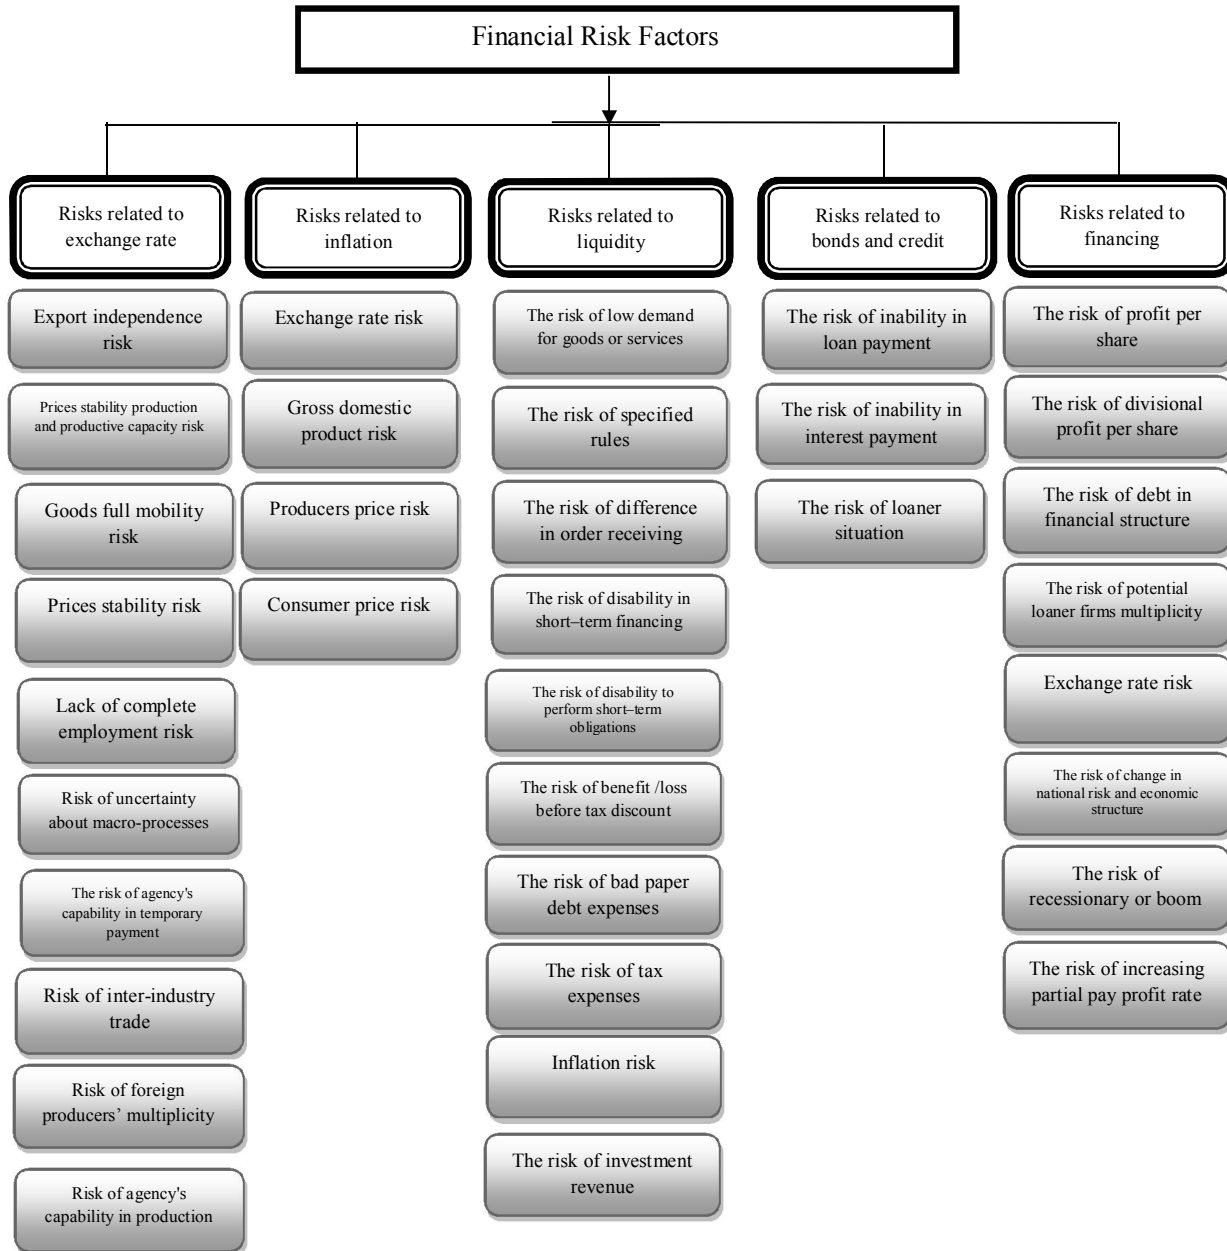 Financial Risk Factors
Risks related to
exchange rate
Export independence
risk
Prices stability production
and productive capacity risk
Goods full mobility
risk
Prices stability risk
Lack of complete
employment risk
Risk of uncertainty
about macro-processes
The risk of agency's
capability in temporary
payment
Risk of inter-industry
trade
Risk of foreign
producers’ multiplicity
Risk of agency's
capability in production
Risks related to
inflation
Exchange rate risk
Gross domestic
product risk
Producers price risk
Consumer price risk
Risks related to
liquidity
The risk of low demand
for goods or services
The risk of specified
rules
The risk of difference
in order receiving
The risk of disability in
short–term financing
The risk of disability to
perform short–term
obligations
The risk of benefit /loss
before tax discount
The risk of bad paper
debt expenses
The risk of tax
expenses
Inflation risk
The risk of investment
revenue
Risks related to
bonds and credit
The risk of inability in
loan payment
The risk of inability in
interest payment
The risk of loaner
situation
Risks related to
financing
The risk of profit per
share
The risk of divisional
profit per share
The risk of debt in
financial structure
The risk of potential
loaner firms multiplicity
Exchange rate risk
The risk of change in
national risk and economic
structure
The risk of
recessionary or boom
The risk of increasing
partial pay profit rate